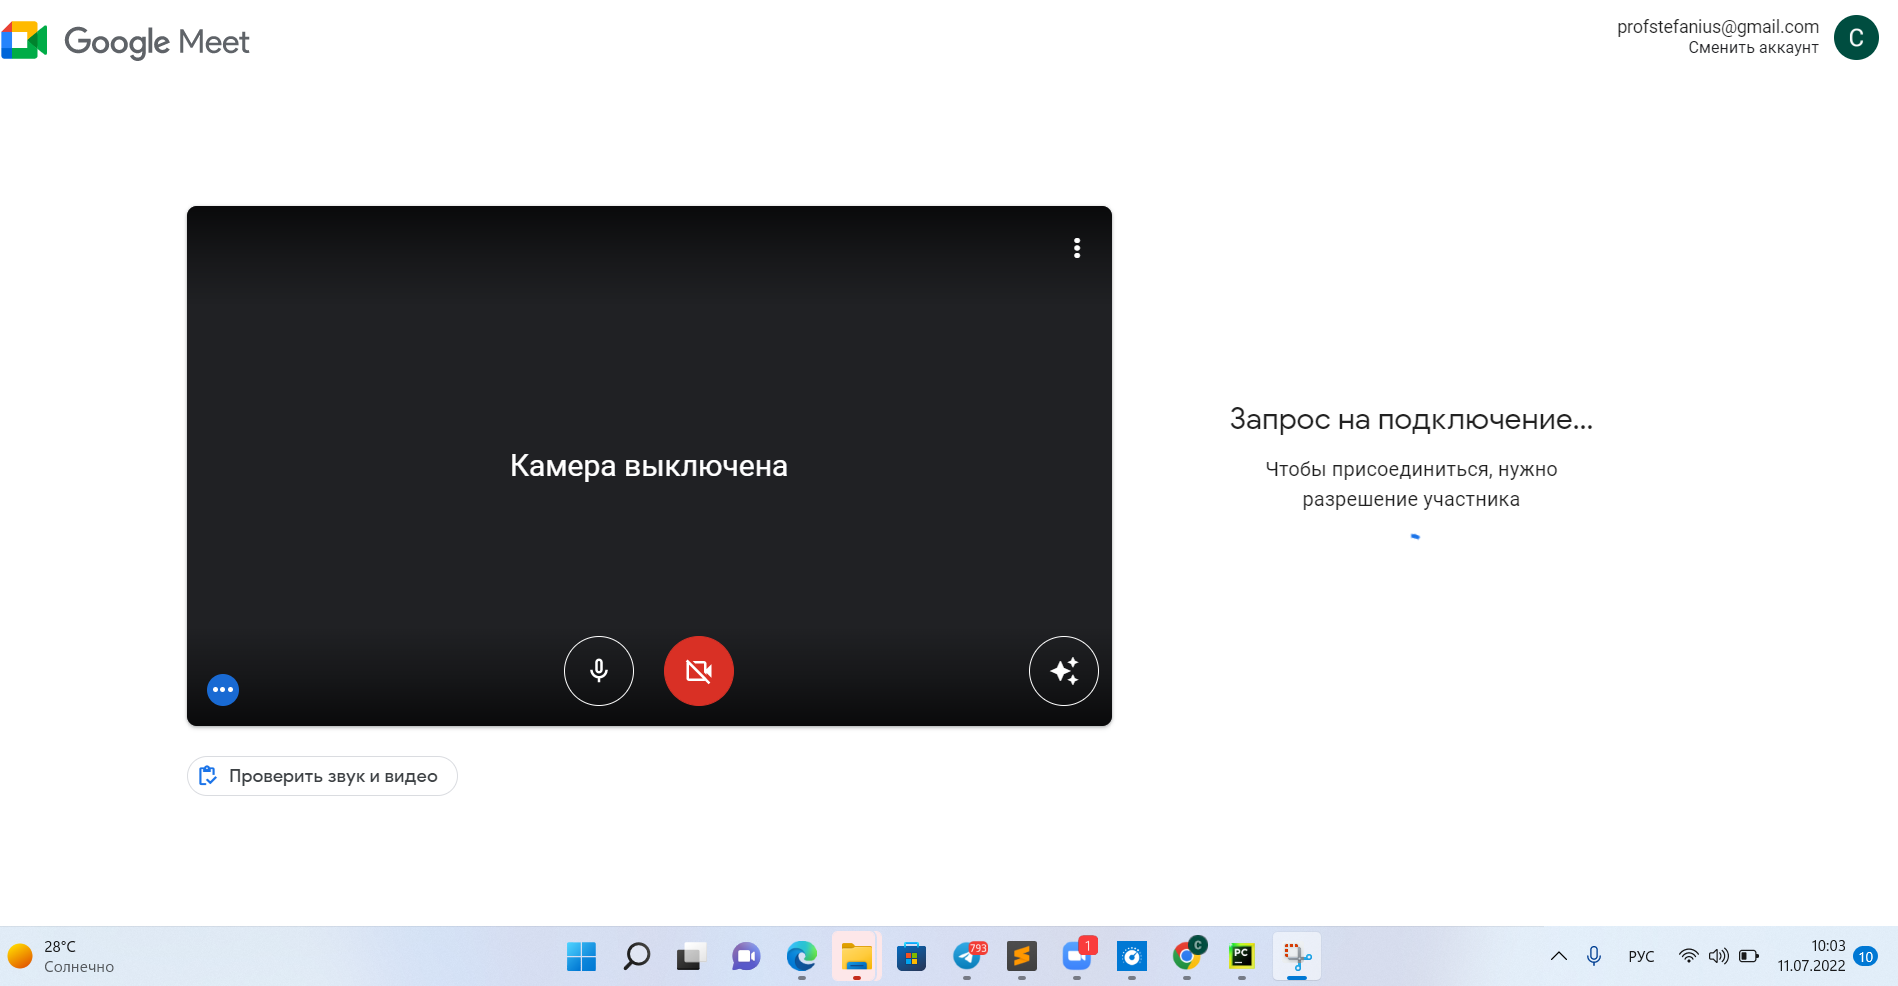 Google Meet
profstefanius@gmail.com
Сменить аккаунт
C
Камера выключена
Запрос на подключение...
Чтобы присоединиться, нужно
разрешение участника
Проверить звук и видео
28°C
Солнечно
793
1
C
PC
РУС
10:03
11.07.2022
10